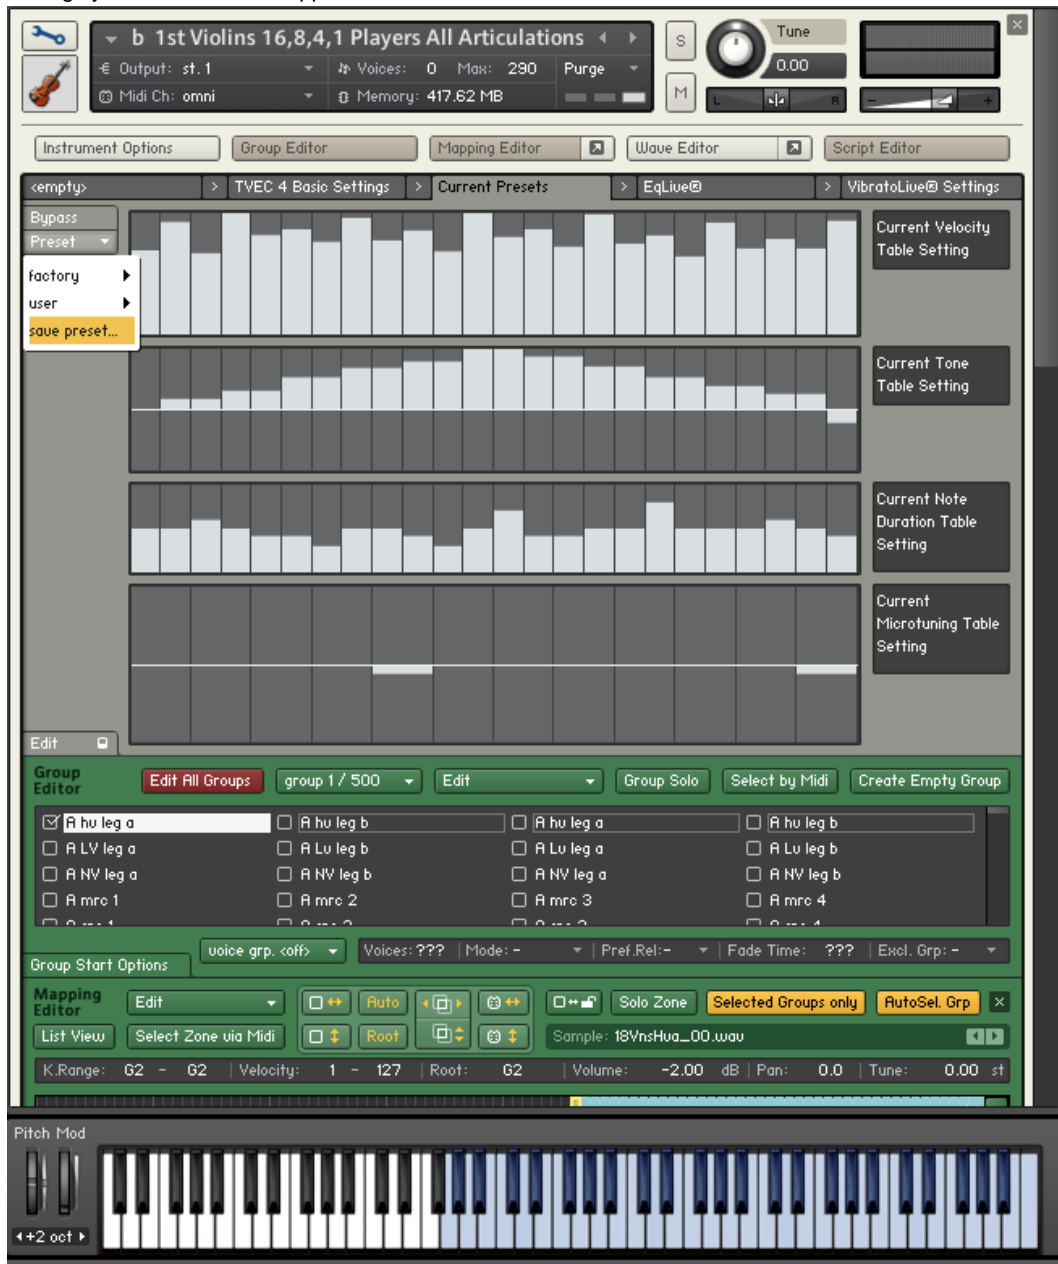 b 1st Violins 16,8,4,1 Players All Articulations
Output: st.1 Voices: 0 Max: 290 Purge
Midi Ch: omni Memory: 417.62 MB
S
M
Tune
0.00
L R
- +
Instrument Options Group Editor Mapping Editor Wave Editor Script Editor
<empty> > TVEC 4 Basic Settings > Current Presets > EqLive® > VibratoLive® Settings
Bypass
Preset
factory
user
save preset...
Current Velocity
Table Setting
Current Tone
Table Setting
Current Note
Duration Table
Setting
Current
Microtuning Table
Setting
Edit
Group
Editor
Edit All Groups group 1 / 500 Edit Group Solo Select by Midi Create Empty Group
A hv leg a A hv leg b A hv leg a A hv leg b
A LV leg a A Lv leg b A Lv leg a A Lv leg b
A NV leg a A NV leg b A NV leg a A NV leg b
A mrc 1 A mrc 2 A mrc 3 A mrc 4
Group Start Options voice grp. <off> Voices: ??? | Mode: - | Pref.Rel:- | Fade Time: ??? | Excl. Grp: -
Mapping
Editor
Edit Auto Solo Zone Selected Groups only AutoSel. Grp ×
List View Select Zone via Midi Root Sample: 18VnsHva_00.wav
K.Range: G2 - G2 | Velocity: 1 - 127 | Root: G2 | Volume: -2.00 dB | Pan: 0.0 | Tune: 0.00 st
Pitch Mod
+2 oct